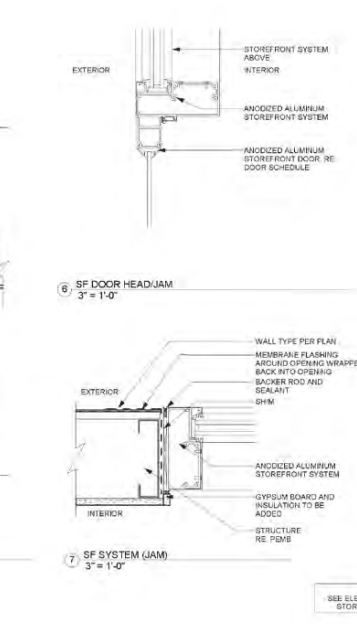 STOREFRONT SYSTEM
ABOVE
EXTERIOR
INTERIOR
ANODIZED ALUMINUM
STOREFRONT SYSTEM
ANODIZED ALUMINUM
STOREFRONT DOOR. RE.
DOOR SCHEDULE
6 SF DOOR HEAD/JAM
3" = 1'-0"
WALL TYPE PER PLAN
MEMBRANE FLASHING
AROUND OPENING WRAPPE
BACK INTO OPENING
EXTERIOR
BACKER ROD AND
SEALANT
SHIM
ANODIZED ALUMINUM
STOREFRONT SYSTEM
GYPSUM BOARD AND
INSULATION TO BE
ADDED
INTERIOR
STRUCTURE
RE. PEMB
7 SF SYSTEM (JAM)
3" = 1'-0"
SEE ELE
STOR